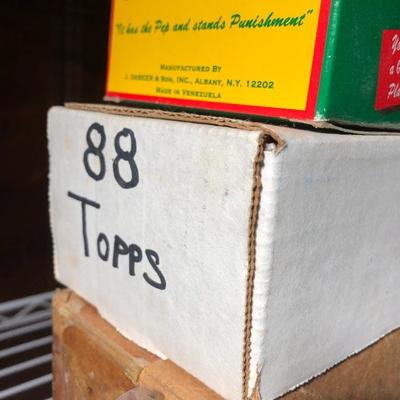 "It has the Pep and stands Punishment"
MANUFACTURED BY
J. DEBEER & SON, INC., ALBANY, N.Y. 12202
MADE IN VENEZUELA
88
Topps